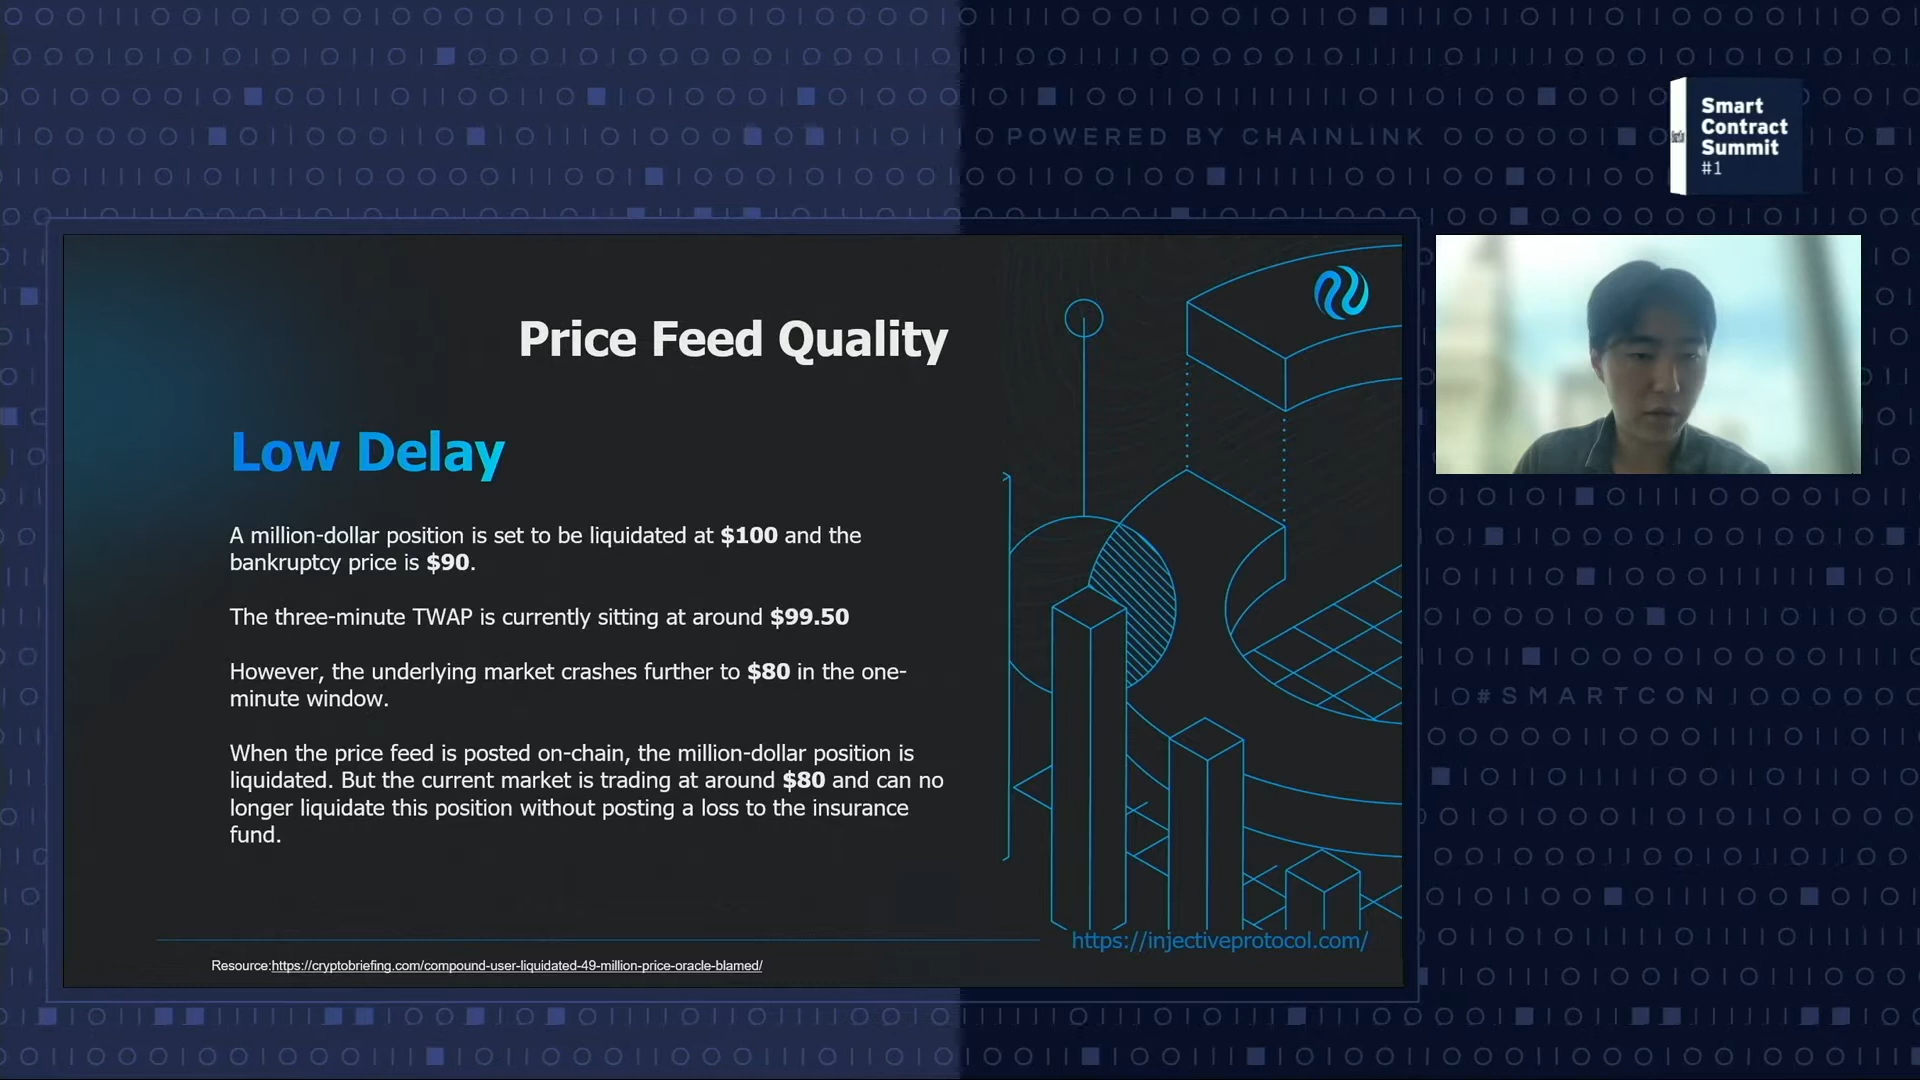 POWERED BY CHAINLINK
Smart
Contract
Summit
#1
Price Feed Quality
Low Delay
A million-dollar position is set to be liquidated at $100 and the
bankruptcy price is $90.
The three-minute TWAP is currently sitting at around $99.50
However, the underlying market crashes further to $80 in the one-
minute window.
When the price feed is posted on-chain, the million-dollar position is
liquidated. But the current market is trading at around $80 and can no
longer liquidate this position without posting a loss to the insurance
fund.
#SMARTCON
https://injectiveprotocol.com/
Resource:https://cryptobriefing.com/compound-user-liquidated-49-million-price-oracle-blamed/